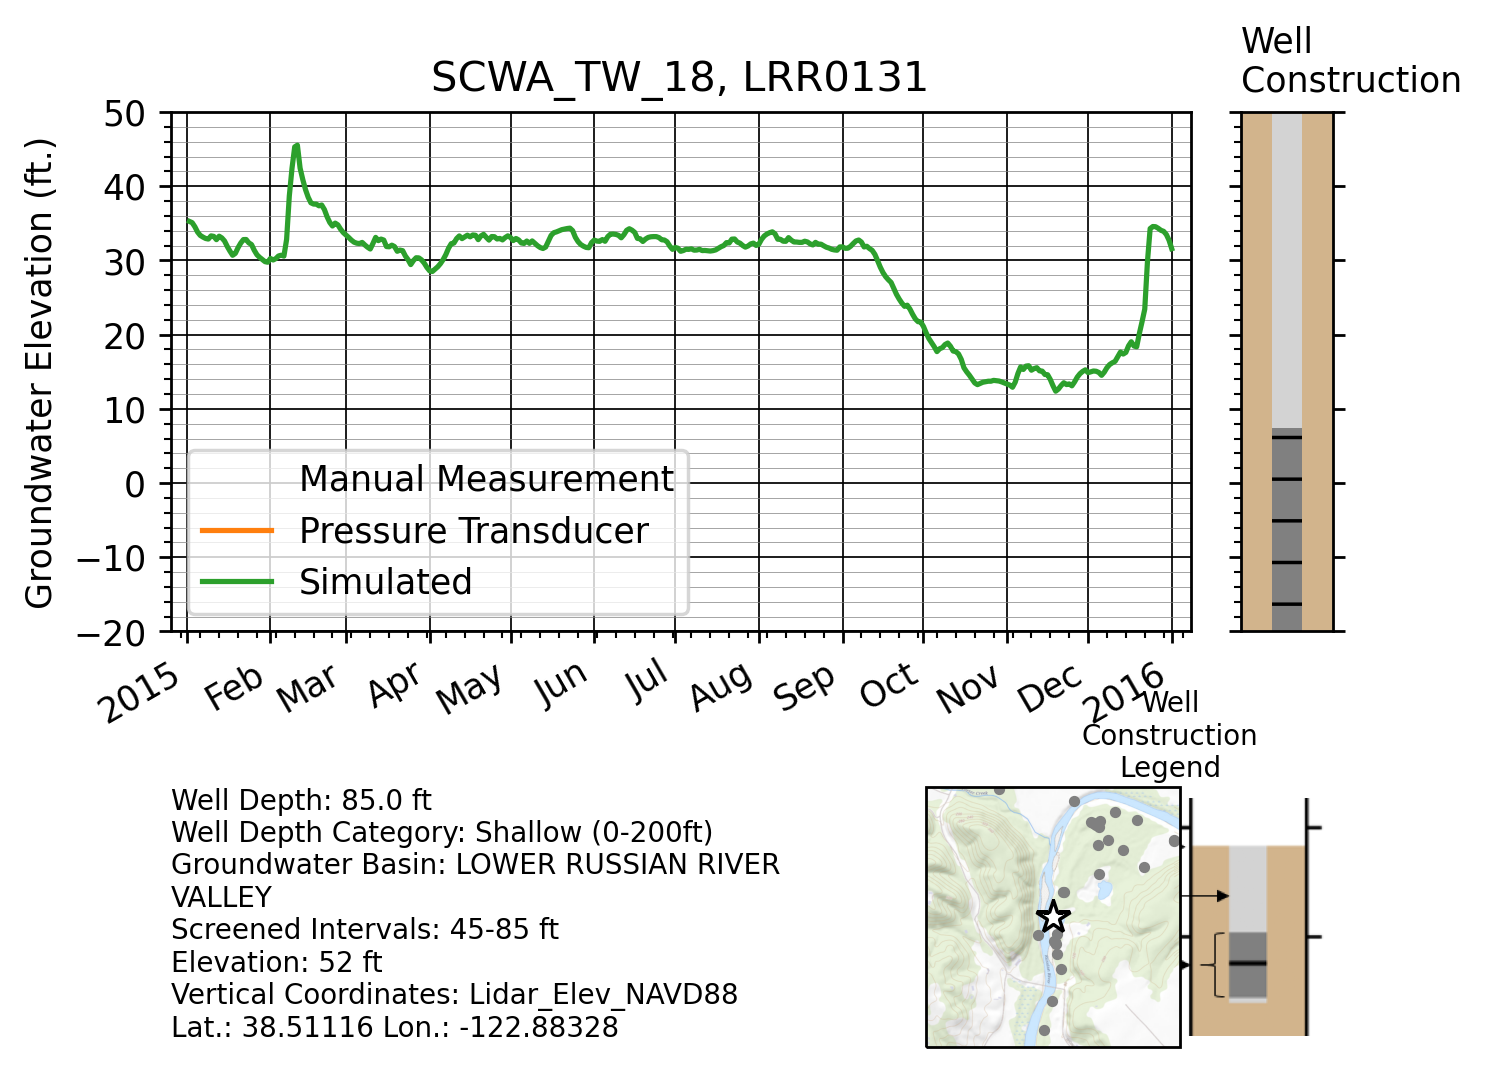 Well
Construction
SCWA_TW_18, LRR0131
Groundwater Elevation (ft.)
50
40
30
20
10
0
−10
−20
Manual Measurement
Pressure Transducer
Simulated
2015
Feb
Mar
Apr
May
Jun
Jul
Aug
Sep
Oct
Nov
Dec
2016
Well
Construction
Legend
Well Depth: 85.0 ft
Well Depth Category: Shallow (0-200ft)
Groundwater Basin: LOWER RUSSIAN RIVER
VALLEY
Screened Intervals: 45-85 ft
Elevation: 52 ft
Vertical Coordinates: Lidar_Elev_NAVD88
Lat.: 38.51116 Lon.: -122.88328